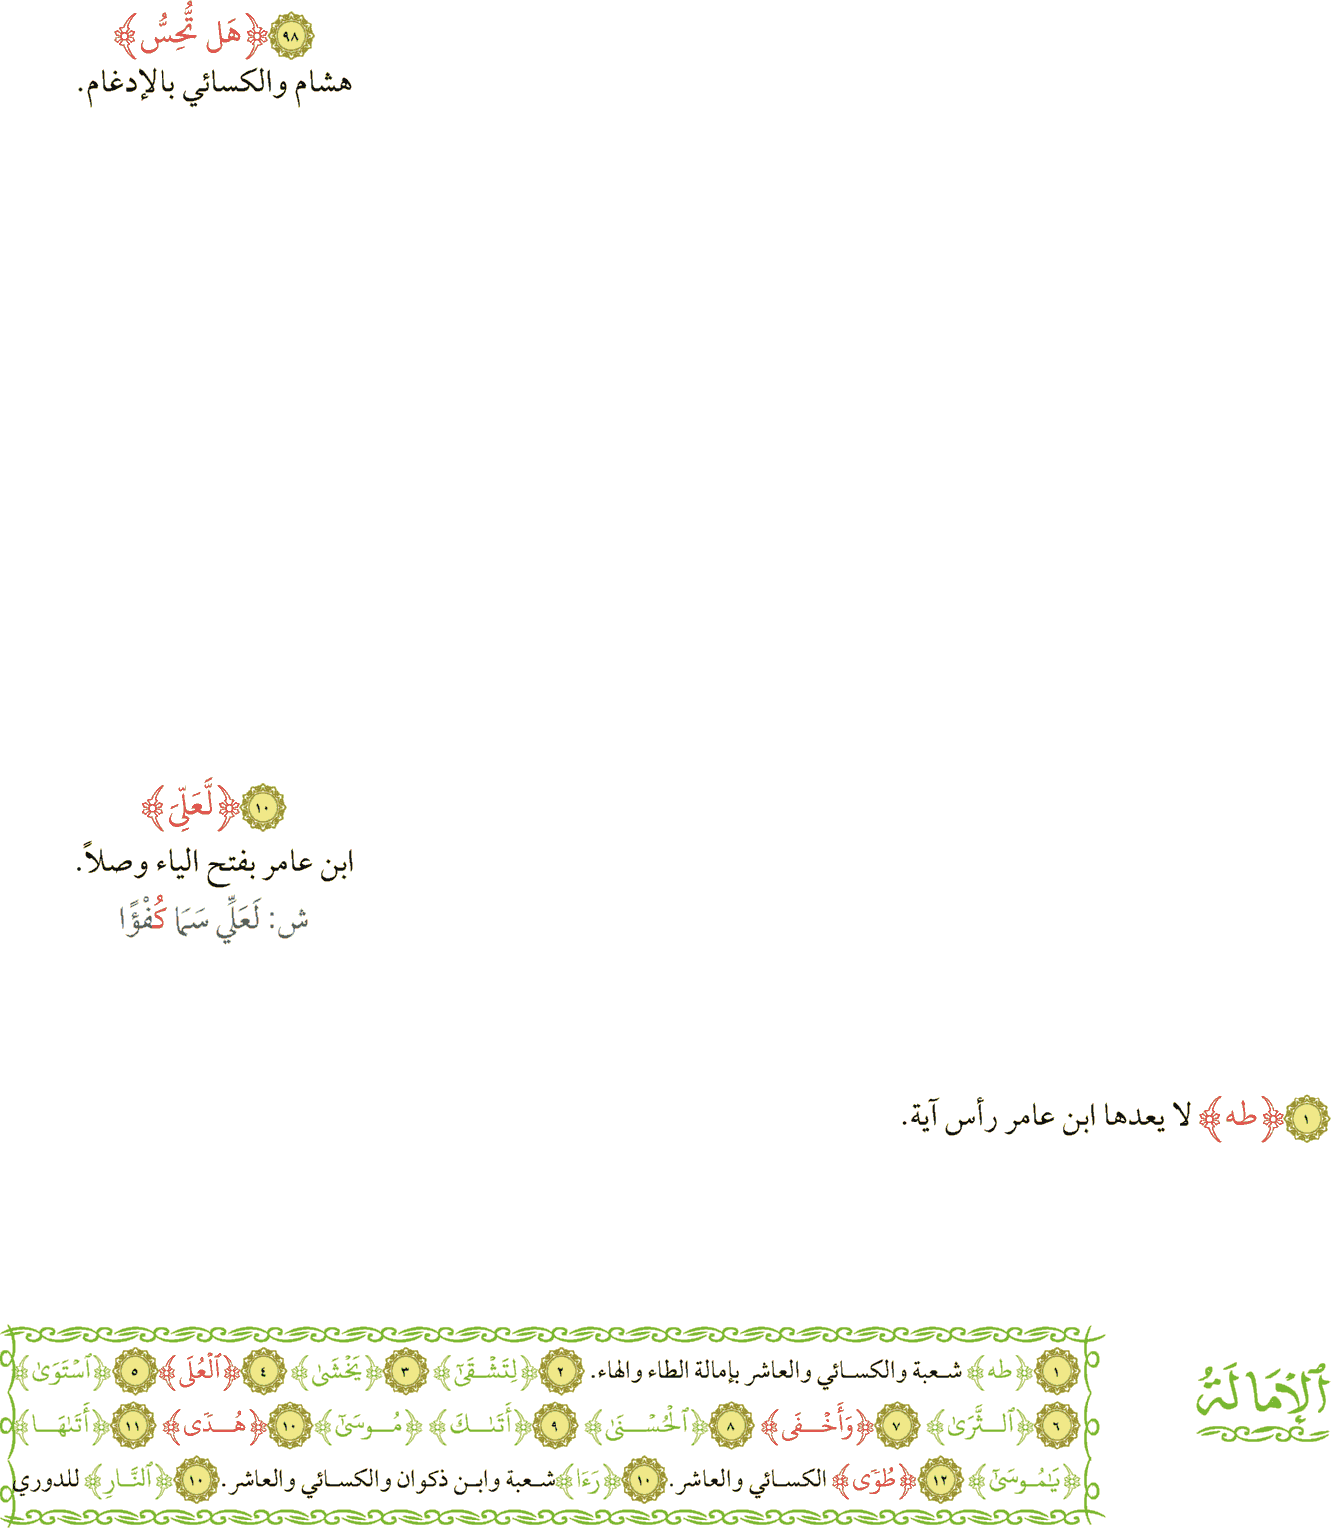 ٩٨ ﴿هَل تُّحِسُّ﴾
هشام والكسائي بالإدغام.
١٠ ﴿لَّعَلِّىَ﴾
ابن عامر بفتح الياء وصلاً.
ش: لَعَلِّي سَمَا كُفْؤًا
١ ﴿طه﴾ لا يعدها ابن عامر رأس آية.
ٱلْإِمَالَةُ
١ ﴿طه﴾ شعبة والكسائي والعاشر بإمالة الطاء والهاء. ٢ ﴿لِتَشْقَىٰٓ﴾ ٣ ﴿يَخْشَىٰ﴾ ٤ ﴿ٱلْعُلَى﴾ ٥ ﴿ٱسْتَوَىٰ﴾
٦ ﴿ٱلثَّرَىٰ﴾ ٧ ﴿وَأَخْفَى﴾ ٨ ﴿ٱلْحُسْنَىٰ﴾ ٩ ﴿أَتَىٰكَ﴾ ﴿مُوسَىٰٓ﴾ ١٠ ﴿هُدًى﴾ ١١ ﴿أَتَىٰهَا﴾
﴿يَٰمُوسَىٰٓ﴾ ١٢ ﴿طُوًى﴾ الكسائي والعاشر. ١٠ ﴿رَءَا﴾ شعبة وابن ذكوان والكسائي والعاشر. ١٠ ﴿ٱلنَّارِ﴾ للدوري